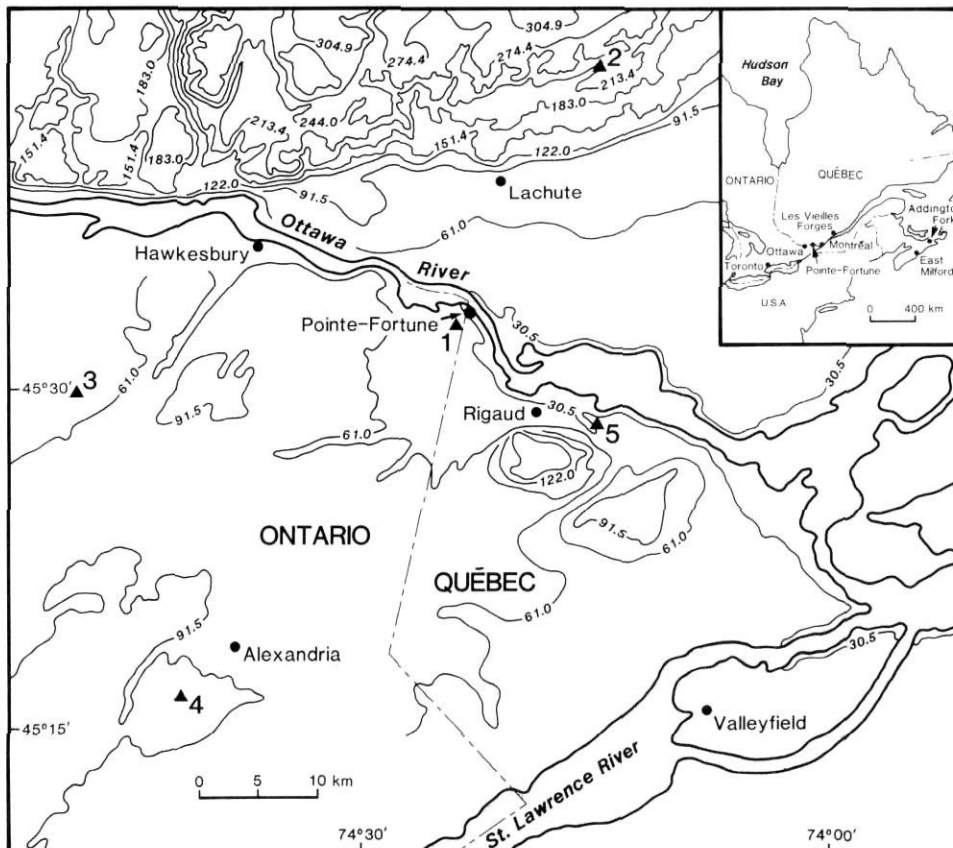 304.9
274.4
304.9
274.4
2
213.4
183.0
183.0
244.0
213.4
151.4
151.4
183.0
151.4
91.5
122.0
122.0
91.5
Lachute
Ottawa
River
61.0
Hawkesbury
Pointe-Fortune
1
30.5
30.5
45°30'
3
61.0
91.5
Rigaud
30.5
5
61.0
122.0
91.5
61.0
ONTARIO
QUÉBEC
61.0
91.5
Alexandria
4
30.5
45°15'
Valleyfield
0 5 10 km
St. Lawrence River
74°30'
74°00'
Hudson
Bay
ONTARIO
QUÉBEC
Les Vieilles
Forges
Addington
Fork
Ottawa
Montréal
Toronto
East
Milford
Pointe-Fortune
U.S.A.
0 400 km